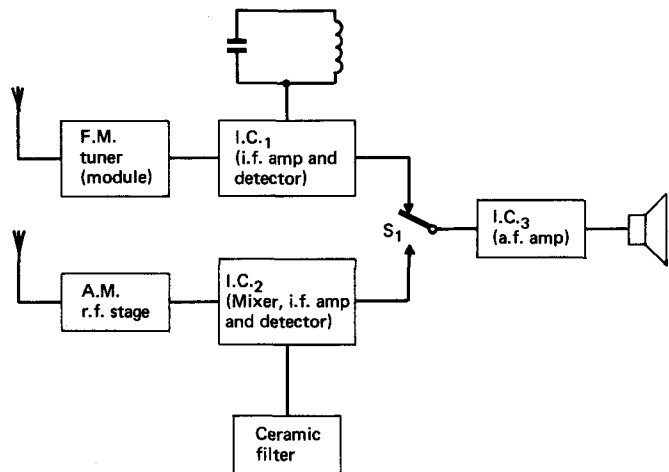 F.M.
tuner
(module)
I.C.1
(i.f. amp and
detector)
S1
I.C.3
(a.f. amp)
A.M.
r.f. stage
I.C.2
(Mixer, i.f. amp
and detector)
Ceramic
filter